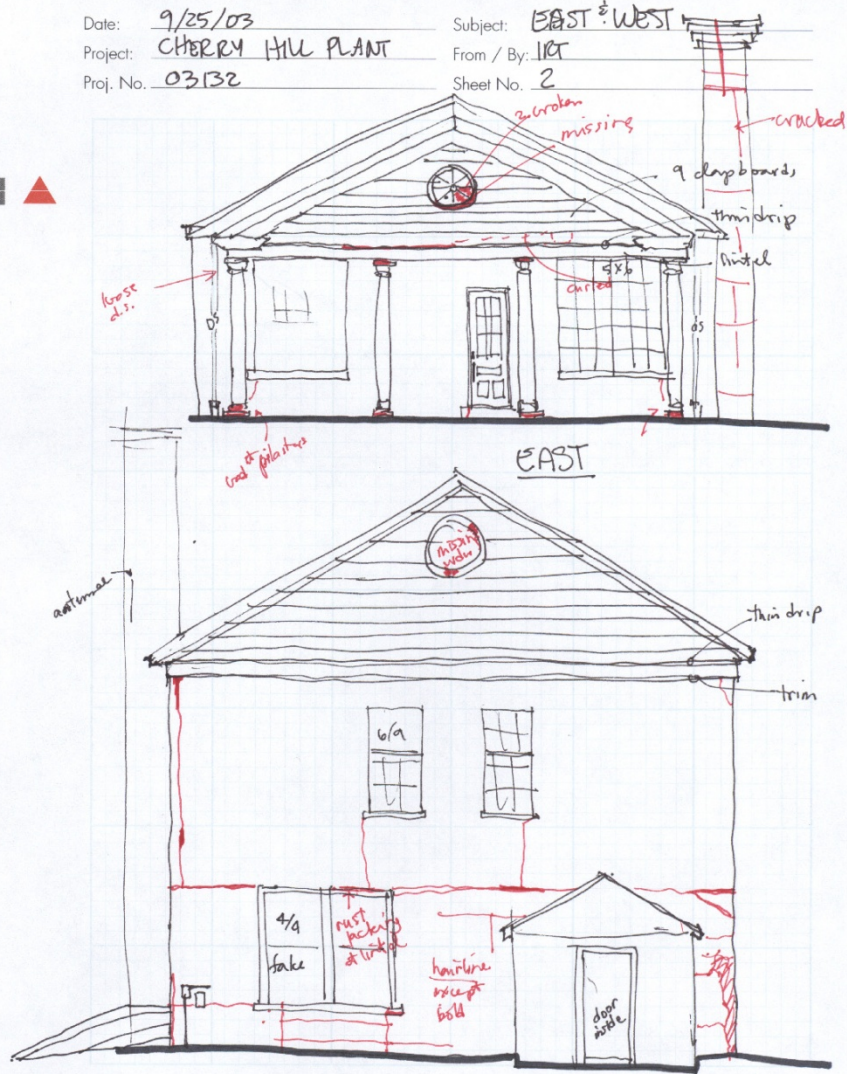 Date: 9/25/03
Subject: EAST & WEST
Project: CHERRY HILL PLANT
From / By: IRT
Proj. No. 03132
Sheet No. 2
2 broken
missing
cracked
9 clapboards
thin drip
lintel
5x6
curled
loose
d.s.
DS
DS
at pilasters
EAST
missing
wdw
antennae
thin drip
trim
6/9
4/9
fake
rust
jacking
at lintel
hairline
except
bold
door
inside